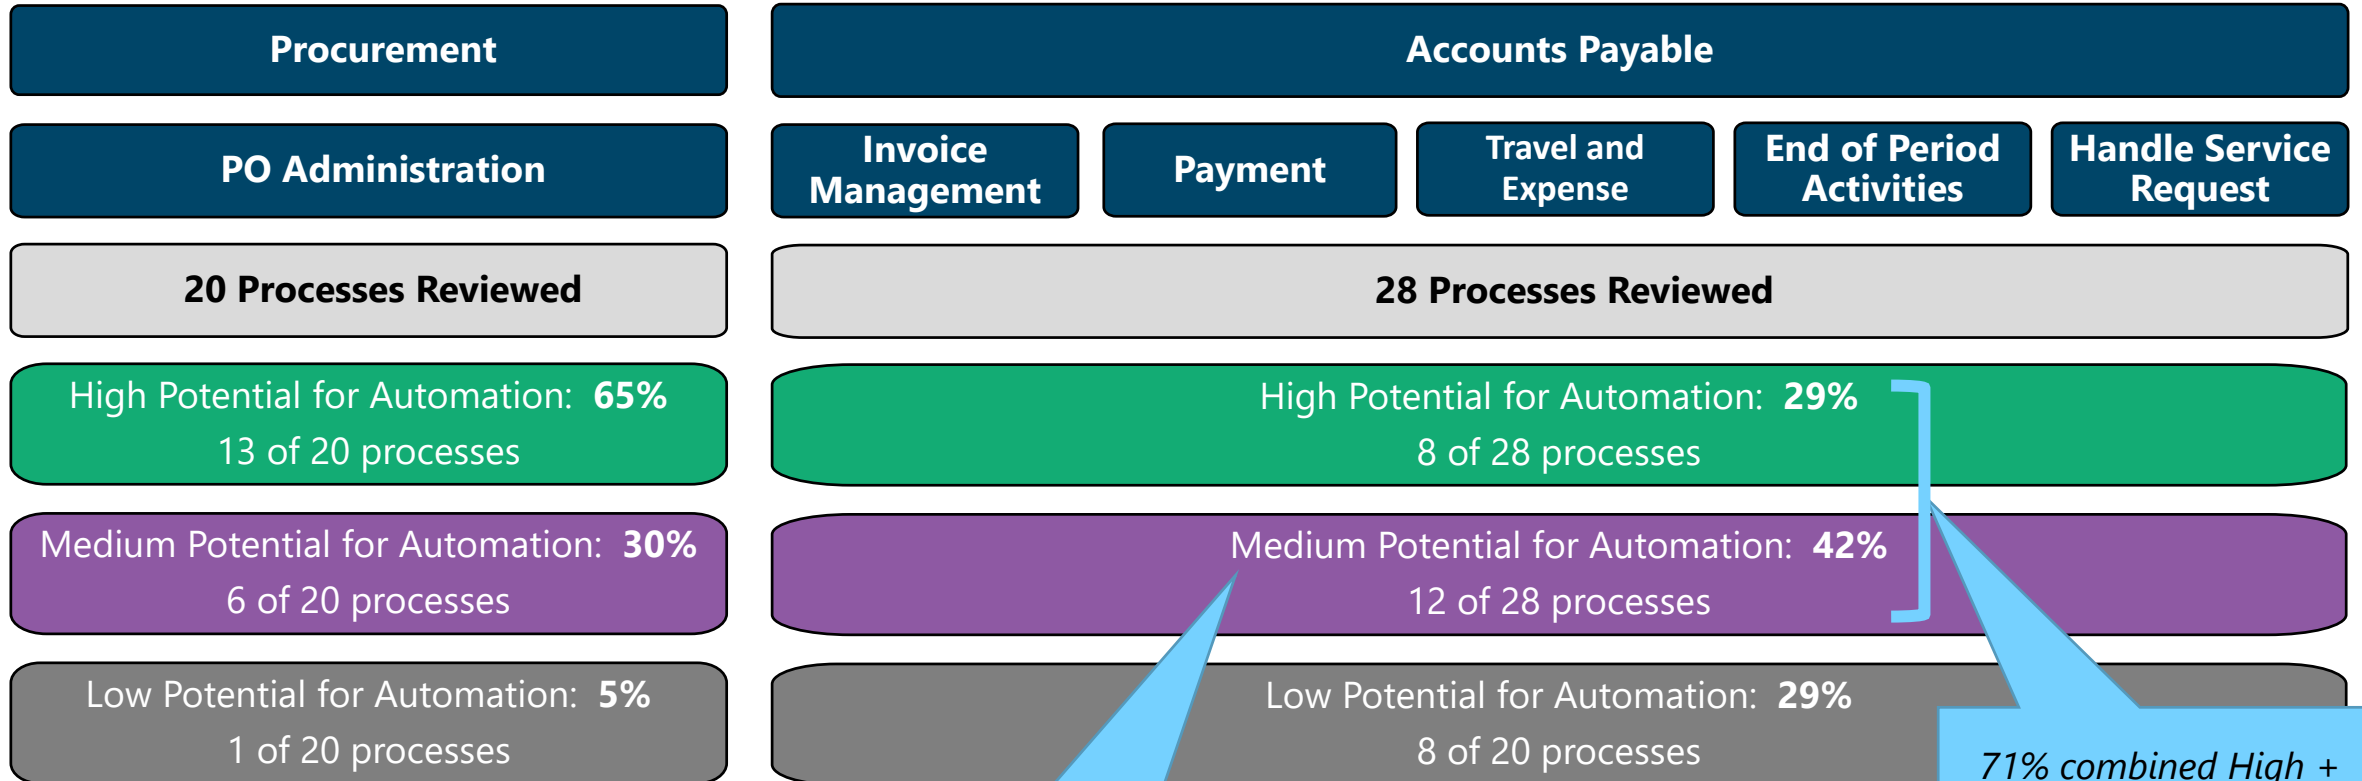 Procurement
PO Administration
20 Processes Reviewed
High Potential for Automation: 65%
13 of 20 processes
Medium Potential for Automation: 30%
6 of 20 processes
Low Potential for Automation: 5%
1 of 20 processes
Accounts Payable
Invoice
Management
Payment
Travel and
Expense
End of Period
Activities
Handle Service
Request
28 Processes Reviewed
High Potential for Automation: 29%
8 of 28 processes
Medium Potential for Automation: 42%
12 of 28 processes
Low Potential for Automation: 29%
8 of 20 processes
71% combined High +